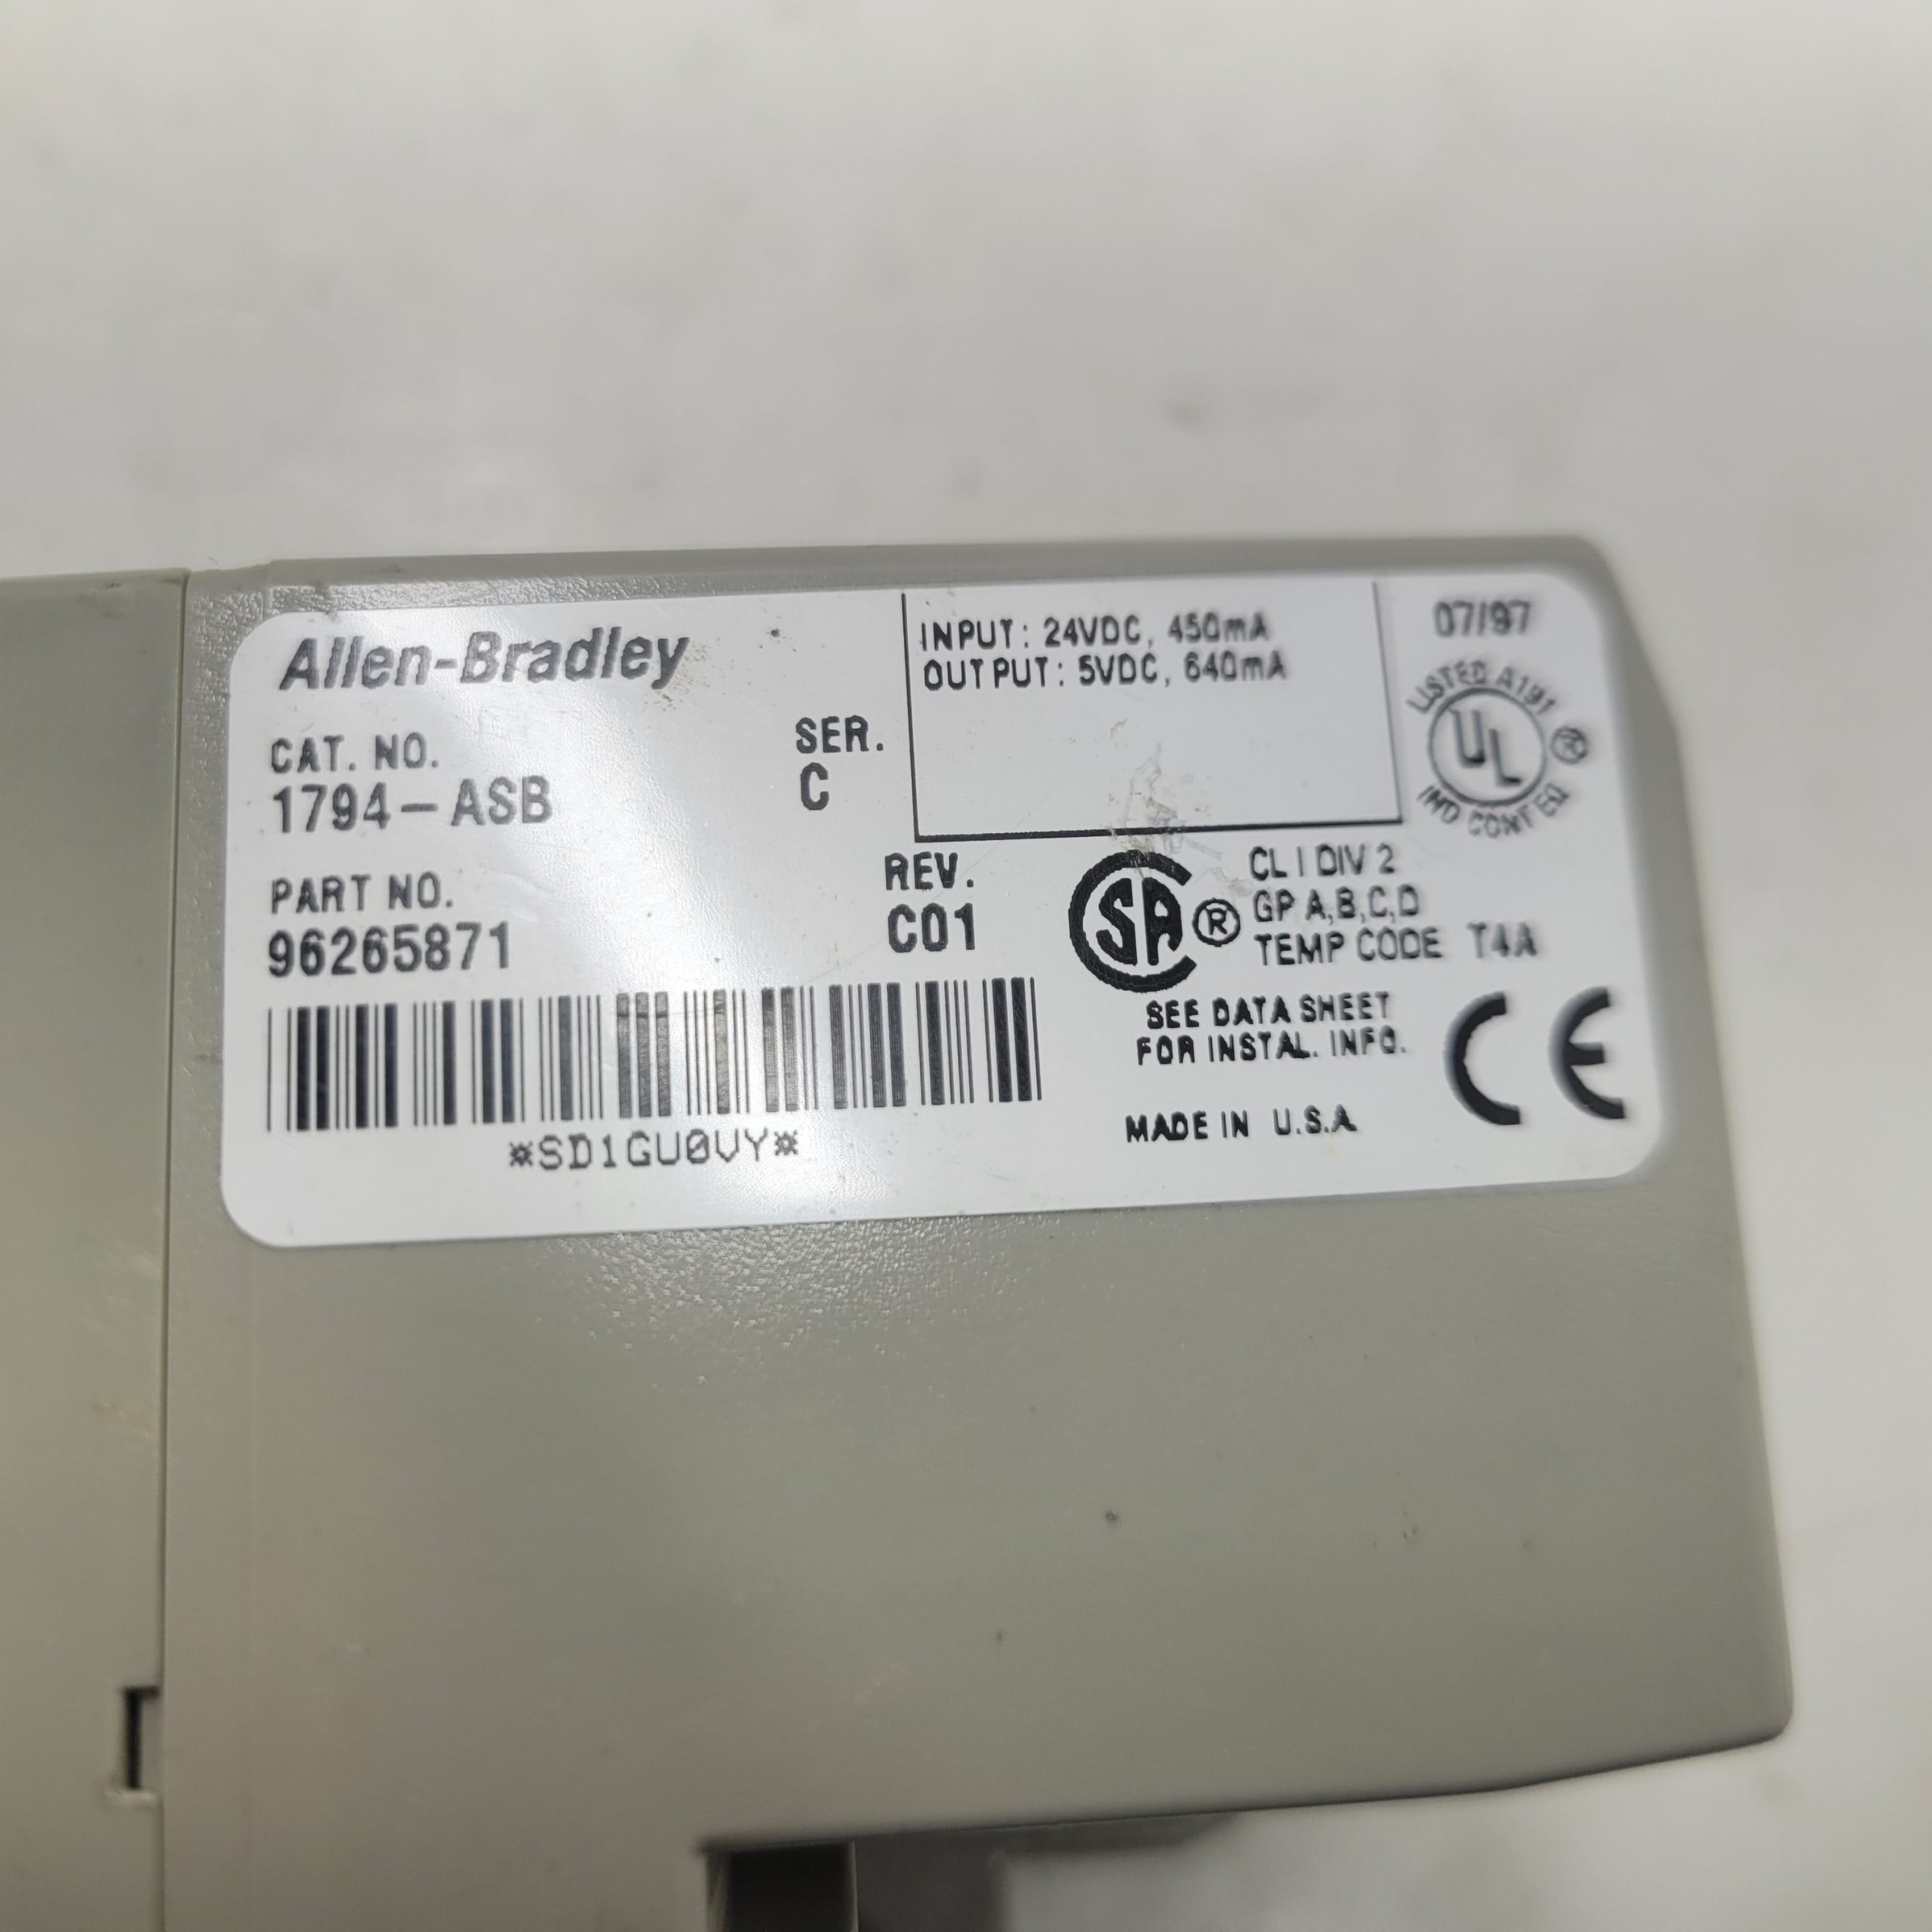 Allen-Bradley
CAT. NO.
1794-ASB
SER.
C
PART NO.
96265871
REV.
C01
*SD1GU0VY*
INPUT: 24VDC, 450mA
OUTPUT: 5VDC, 640mA
07/97
LISTED A191
UL ®
IND CONT EQ
SA ®
CL I DIV 2
GP A,B,C,D
TEMP CODE T4A
SEE DATA SHEET
FOR INSTAL. INFO.
CE
MADE IN U.S.A.